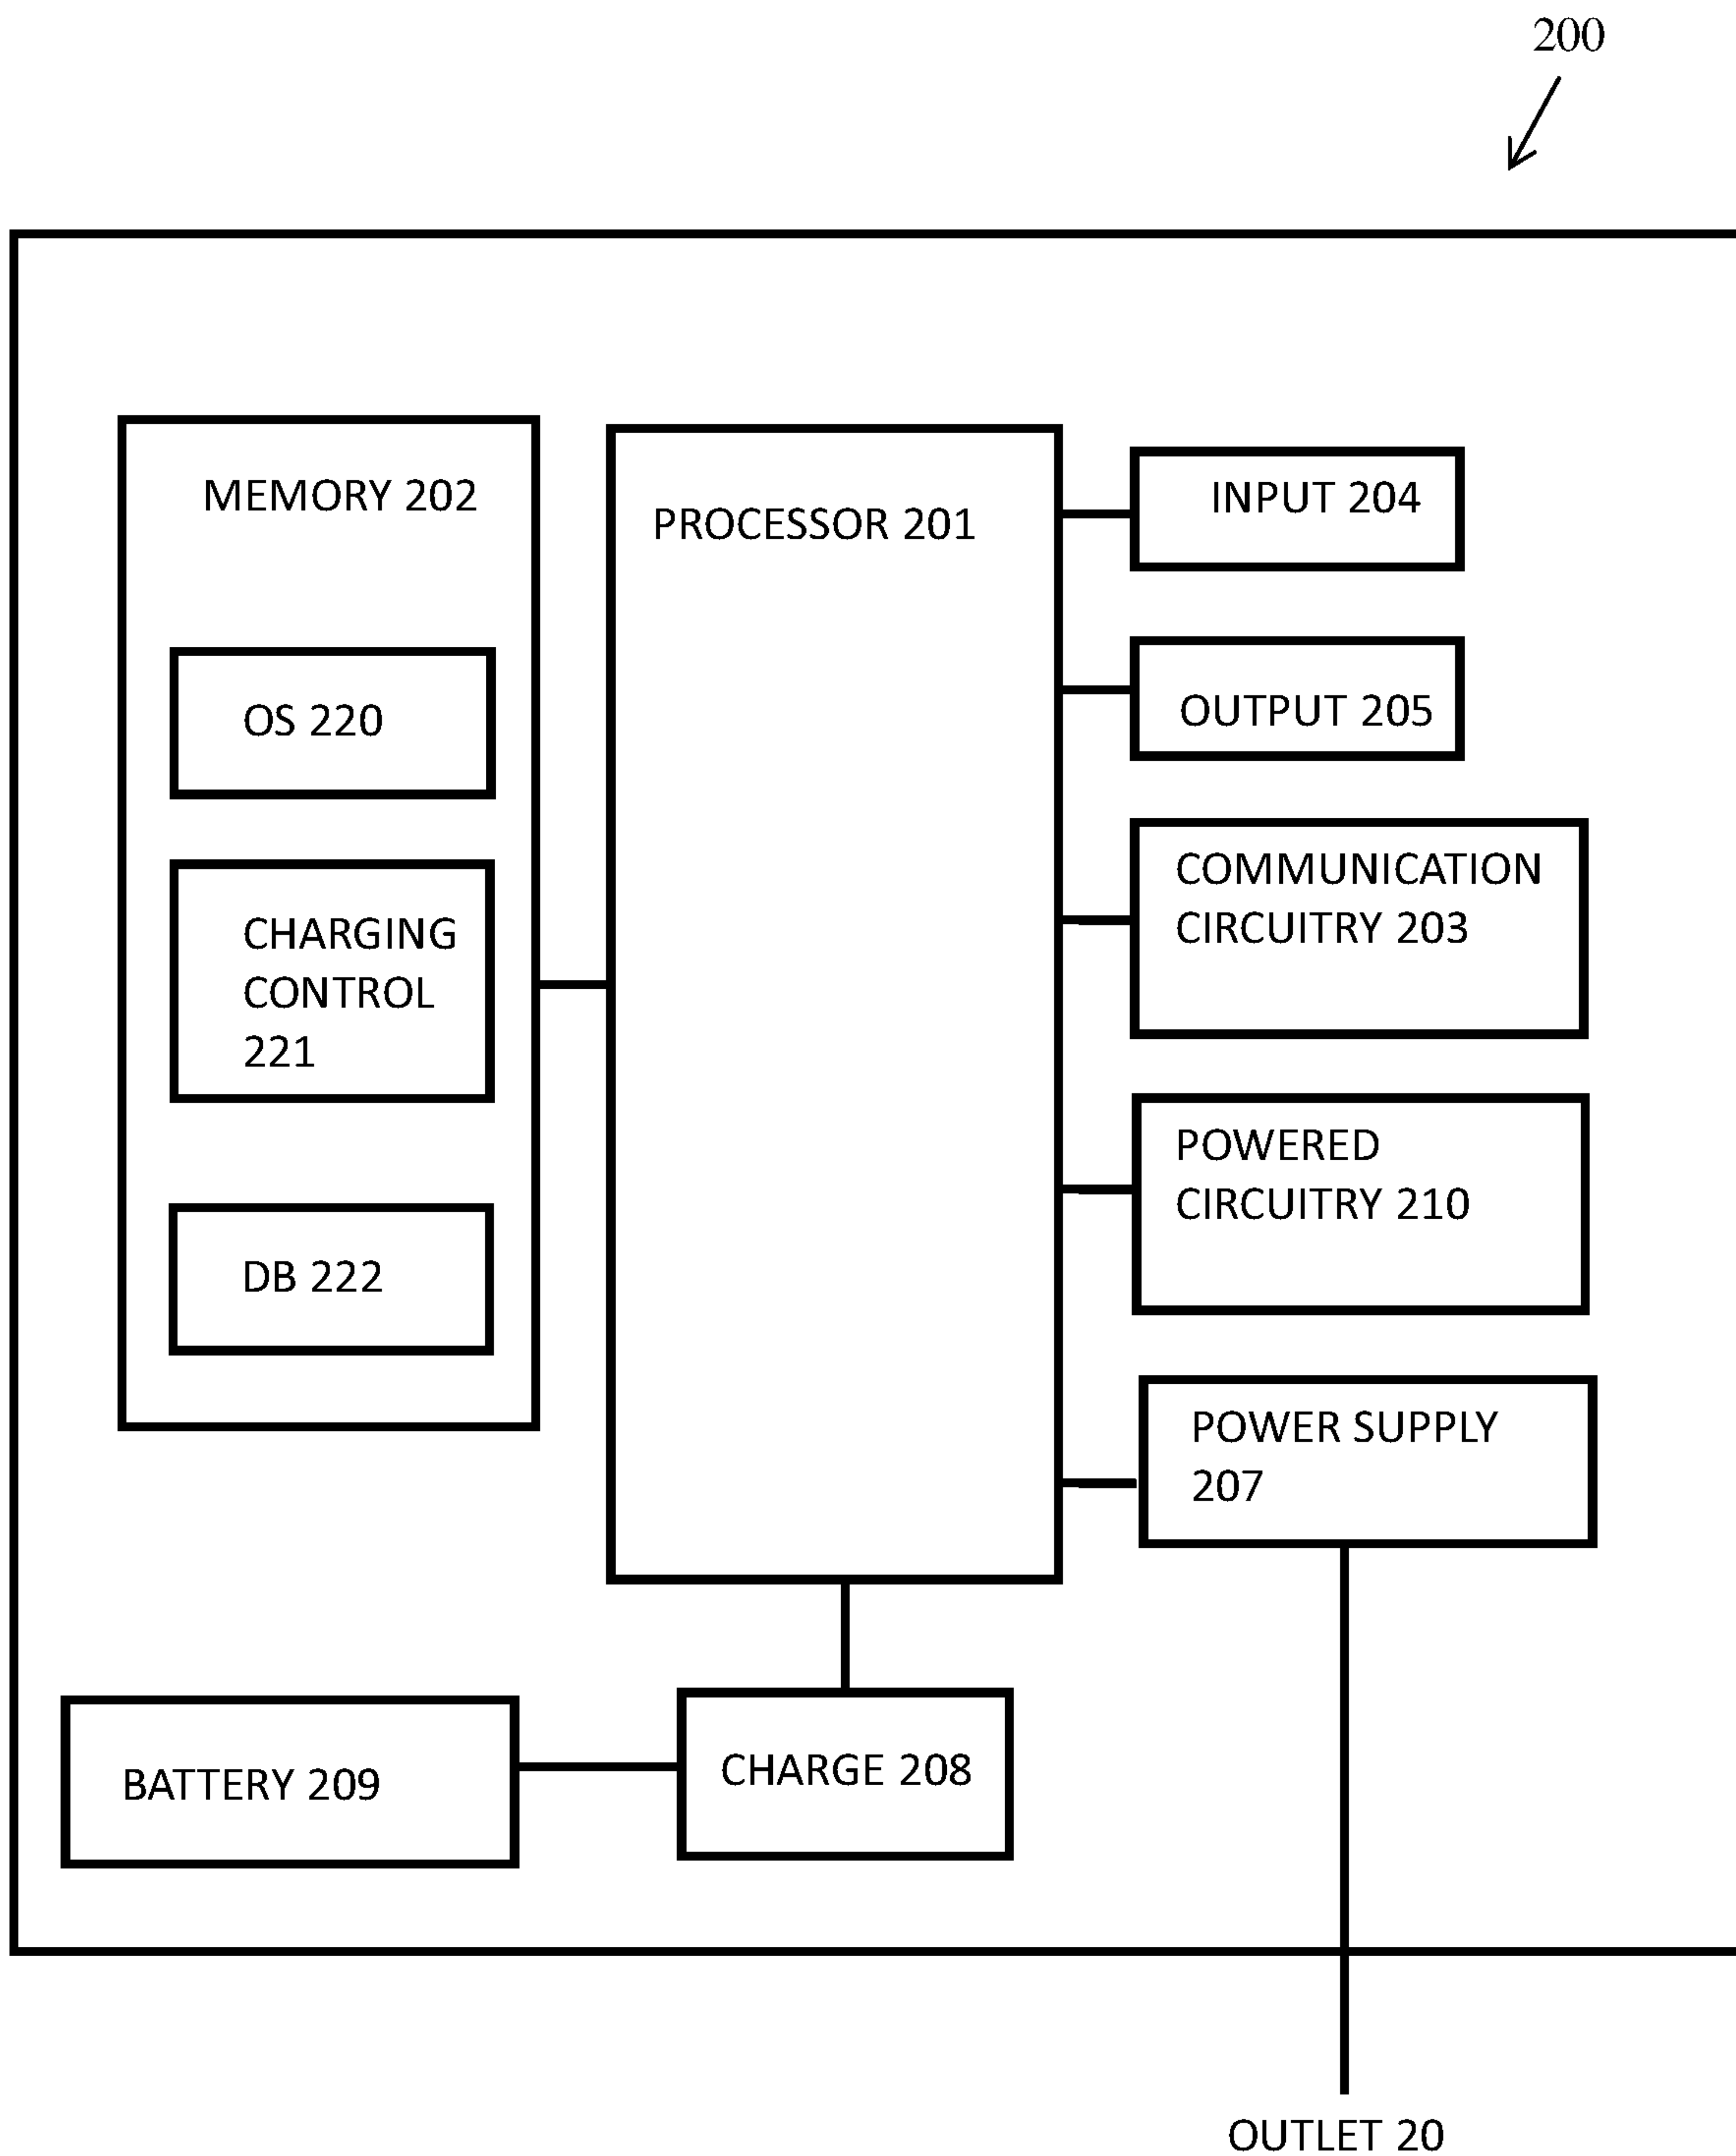 200
MEMORY 202
OS 220
CHARGING
CONTROL
221
DB 222
PROCESSOR 201
INPUT 204
OUTPUT 205
COMMUNICATION
CIRCUITRY 203
POWERED
CIRCUITRY 210
POWER SUPPLY
207
BATTERY 209
CHARGE 208
OUTLET 20